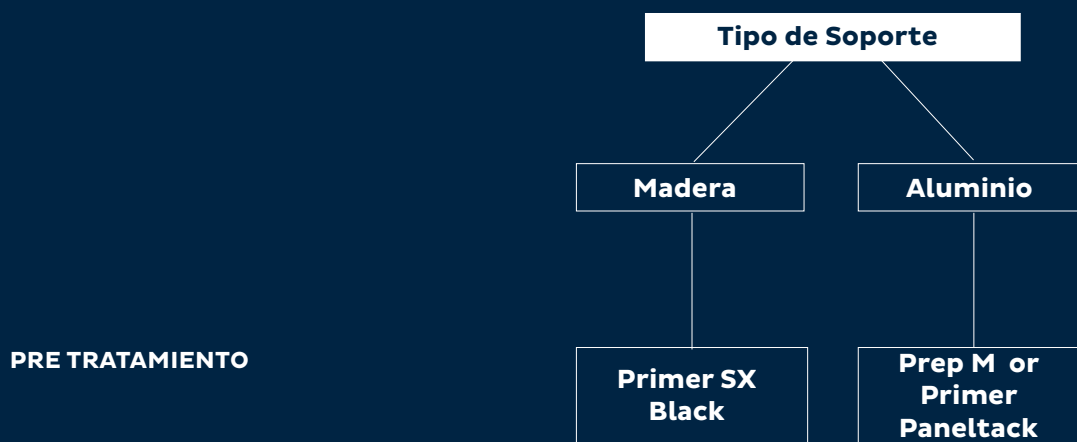 Tipo de Soporte
Madera
Aluminio
PRE TRATAMIENTO
Primer SX
Black
Prep M or
Primer
Paneltack